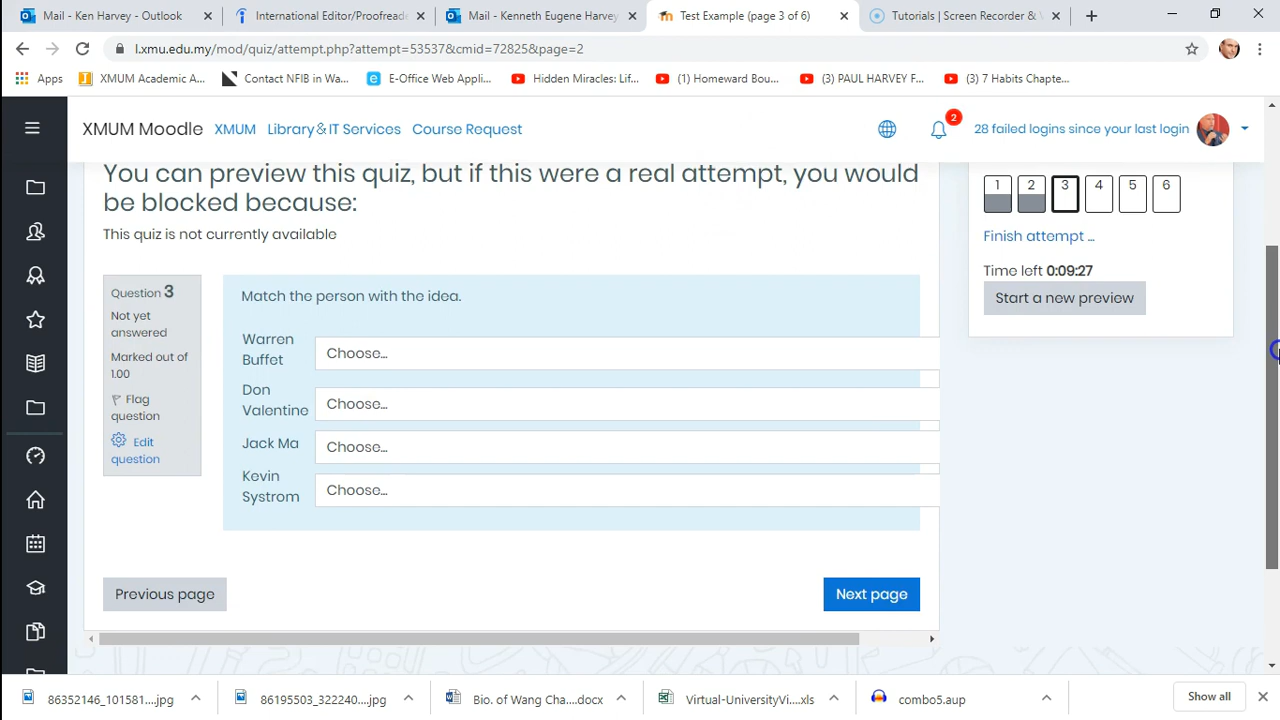 Mail - Ken Harvey - Outlook
International Editor/Proofreade
Mail - Kenneth Eugene Harvey
Test Example (page 3 of 6)
Tutorials | Screen Recorder & V
l.xmu.edu.my/mod/quiz/attempt.php?attempt=53537&cmid=72825&page=2
Apps
XMUM Academic A...
Contact NFIB in Wa...
E-Office Web Appli...
Hidden Miracles: Lif...
(1) Homeward Bou...
(3) PAUL HARVEY F...
(3) 7 Habits Chapte...
XMUM Moodle
XMUM
Library&IT Services
Course Request
2
28 failed logins since your last login
You can preview this quiz, but if this were a real attempt, you would
be blocked because:
This quiz is not currently available
1 2 3 4 5 6
Finish attempt ...
Time left 0:09:27
Start a new preview
Question 3
Not yet
answered
Marked out of
1.00
Flag
question
Edit
question
Match the person with the idea.
Warren
Buffet
Choose...
Don
Valentine
Choose...
Jack Ma
Choose...
Kevin
Systrom
Choose...
Previous page
Next page
86352146_101581....jpg
86195503_322240....jpg
Bio. of Wang Cha....docx
Virtual-UniversityVi....xls
combo5.aup
Show all